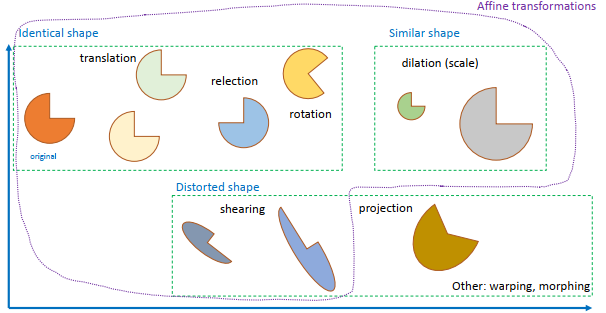 Affine transformations
Identical shape
Similar shape
translation
relection
rotation
dilation (scale)
original
Distorted shape
shearing
projection
Other: warping, morphing